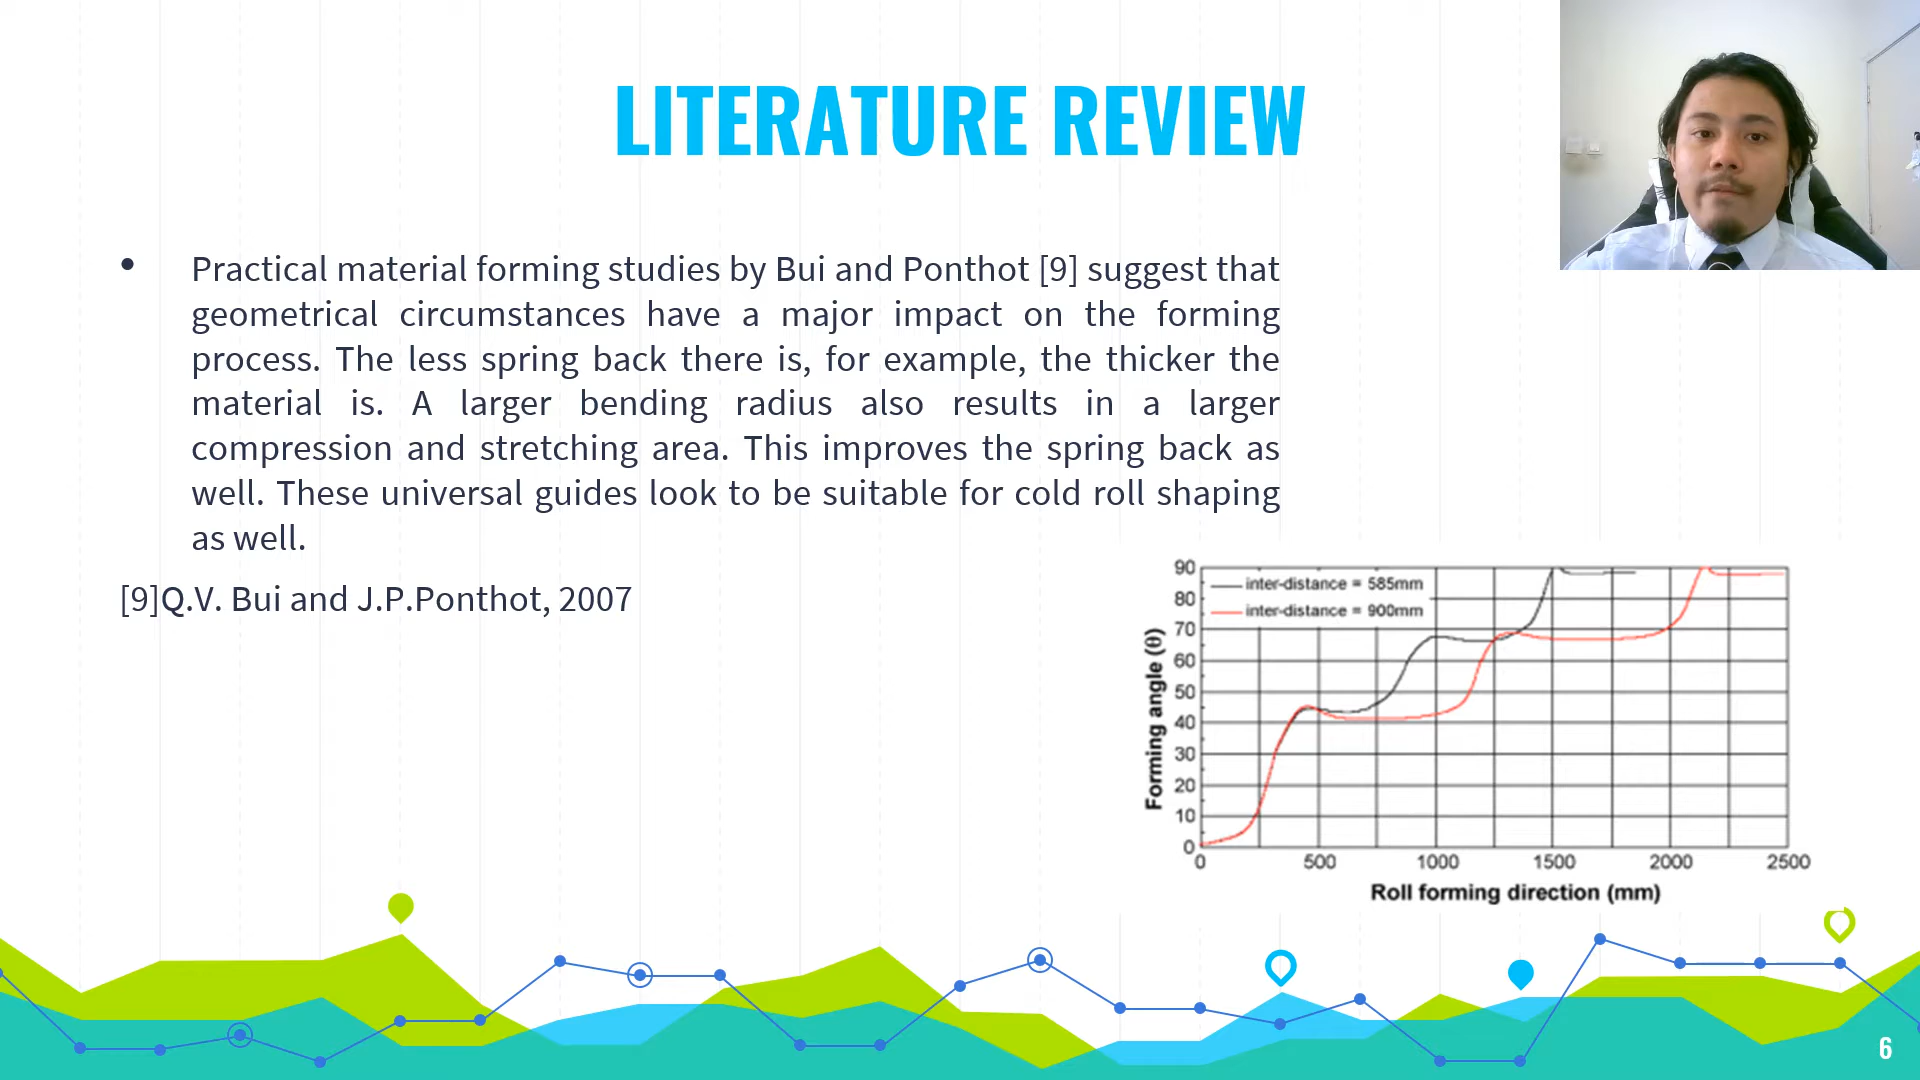 LITERATURE REVIEW
• Practical material forming studies by Bui and Ponthot [9] suggest that
geometrical circumstances have a major impact on the forming
process. The less spring back there is, for example, the thicker the
material is. A larger bending radius also results in a larger
compression and stretching area. This improves the spring back as
well. These universal guides look to be suitable for cold roll shaping
as well.
[9]Q.V. Bui and J.P.Ponthot, 2007
inter-distance = 585mm
inter-distance = 900mm
Forming angle (θ)
90
80
70
60
50
40
30
20
10
0
0 500 1000 1500 2000 2500
Roll forming direction (mm)
6